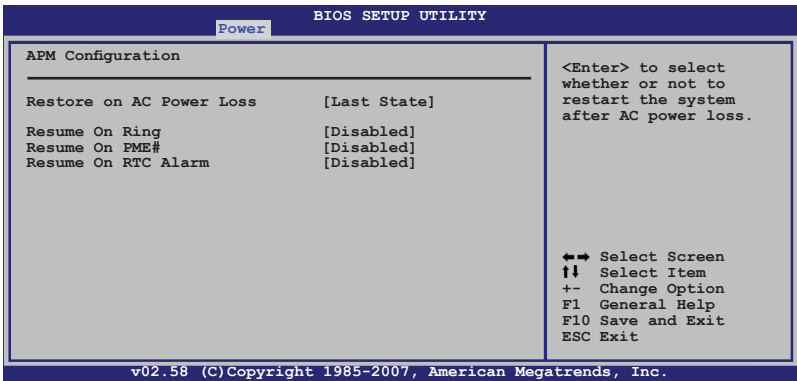 BIOS SETUP UTILITY
Power
APM Configuration
Restore on AC Power Loss [Last State]
Resume On Ring [Disabled]
Resume On PME# [Disabled]
Resume On RTC Alarm [Disabled]
<Enter> to select
whether or not to
restart the system
after AC power loss.
←→ Select Screen
↑↓ Select Item
+- Change Option
F1 General Help
F10 Save and Exit
ESC Exit
v02.58 (C)Copyright 1985-2007, American Megatrends, Inc.